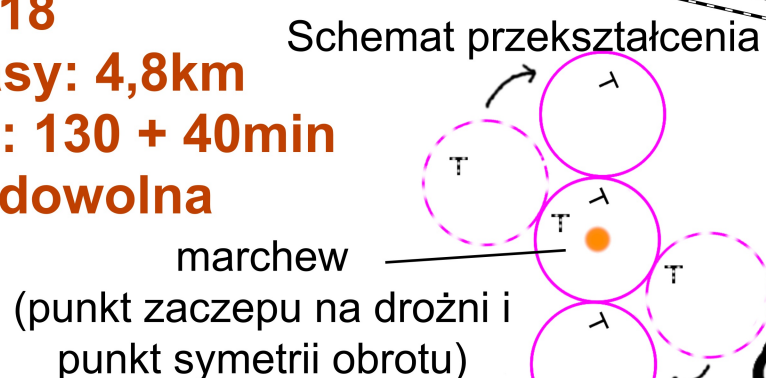 18
Schemat przekształcenia
sy: 4,8km
: 130 + 40min
dowolna
T
T
T
T
T
T
marchew
(punkt zaczepu na drożni i
punkt symetrii obrotu)